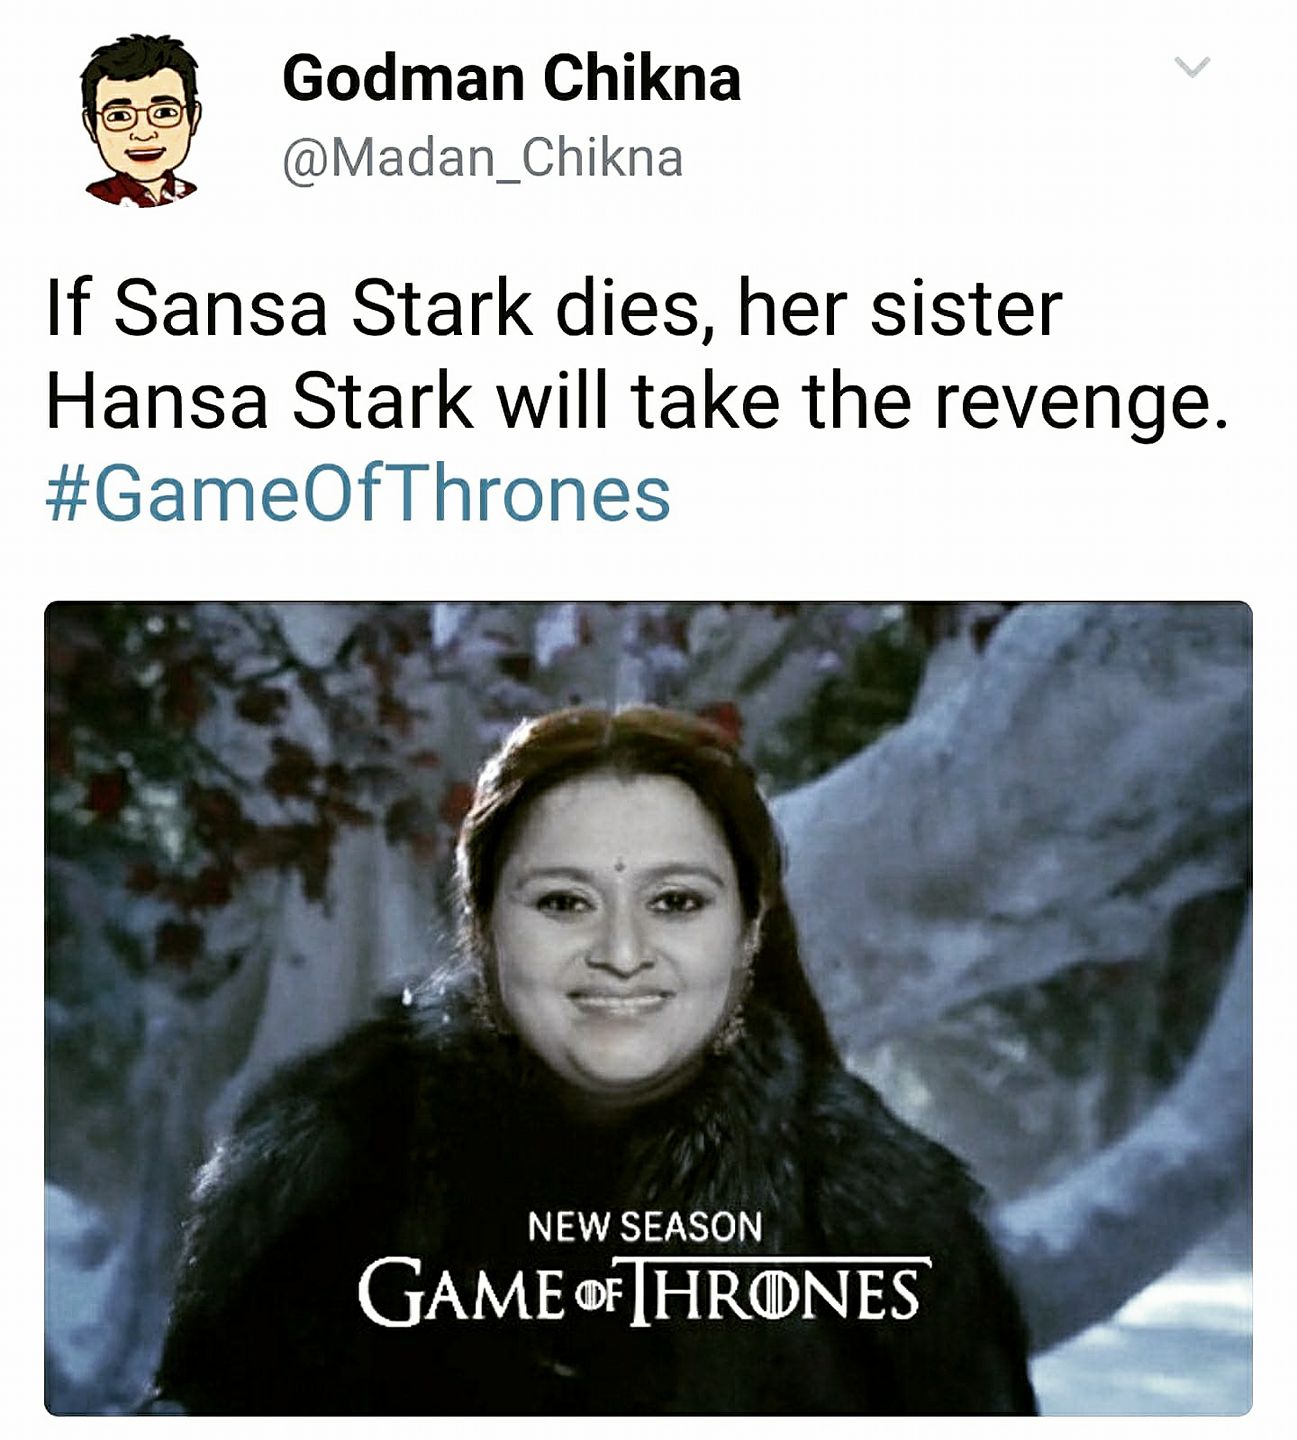 Godman Chikna
@Madan_Chikna
If Sansa Stark dies, her sister
Hansa Stark will take the revenge.
#GameOfThrones
NEW SEASON
GAME OF THRONES